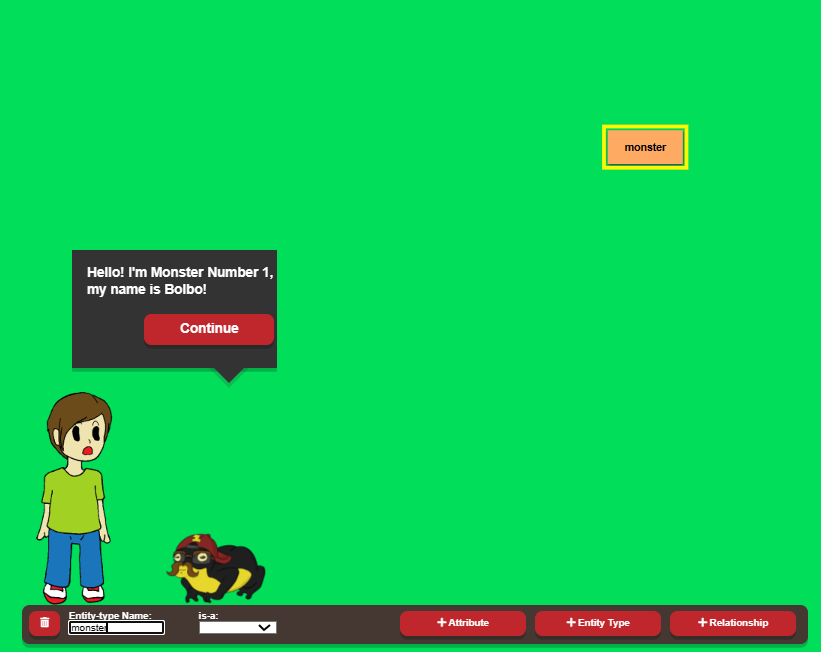 monster
Hello! I'm Monster Number 1,
my name is Bolbo!
Continue
Entity-type Name:
is-a:
monster
+ Attribute
+ Entity Type
+ Relationship